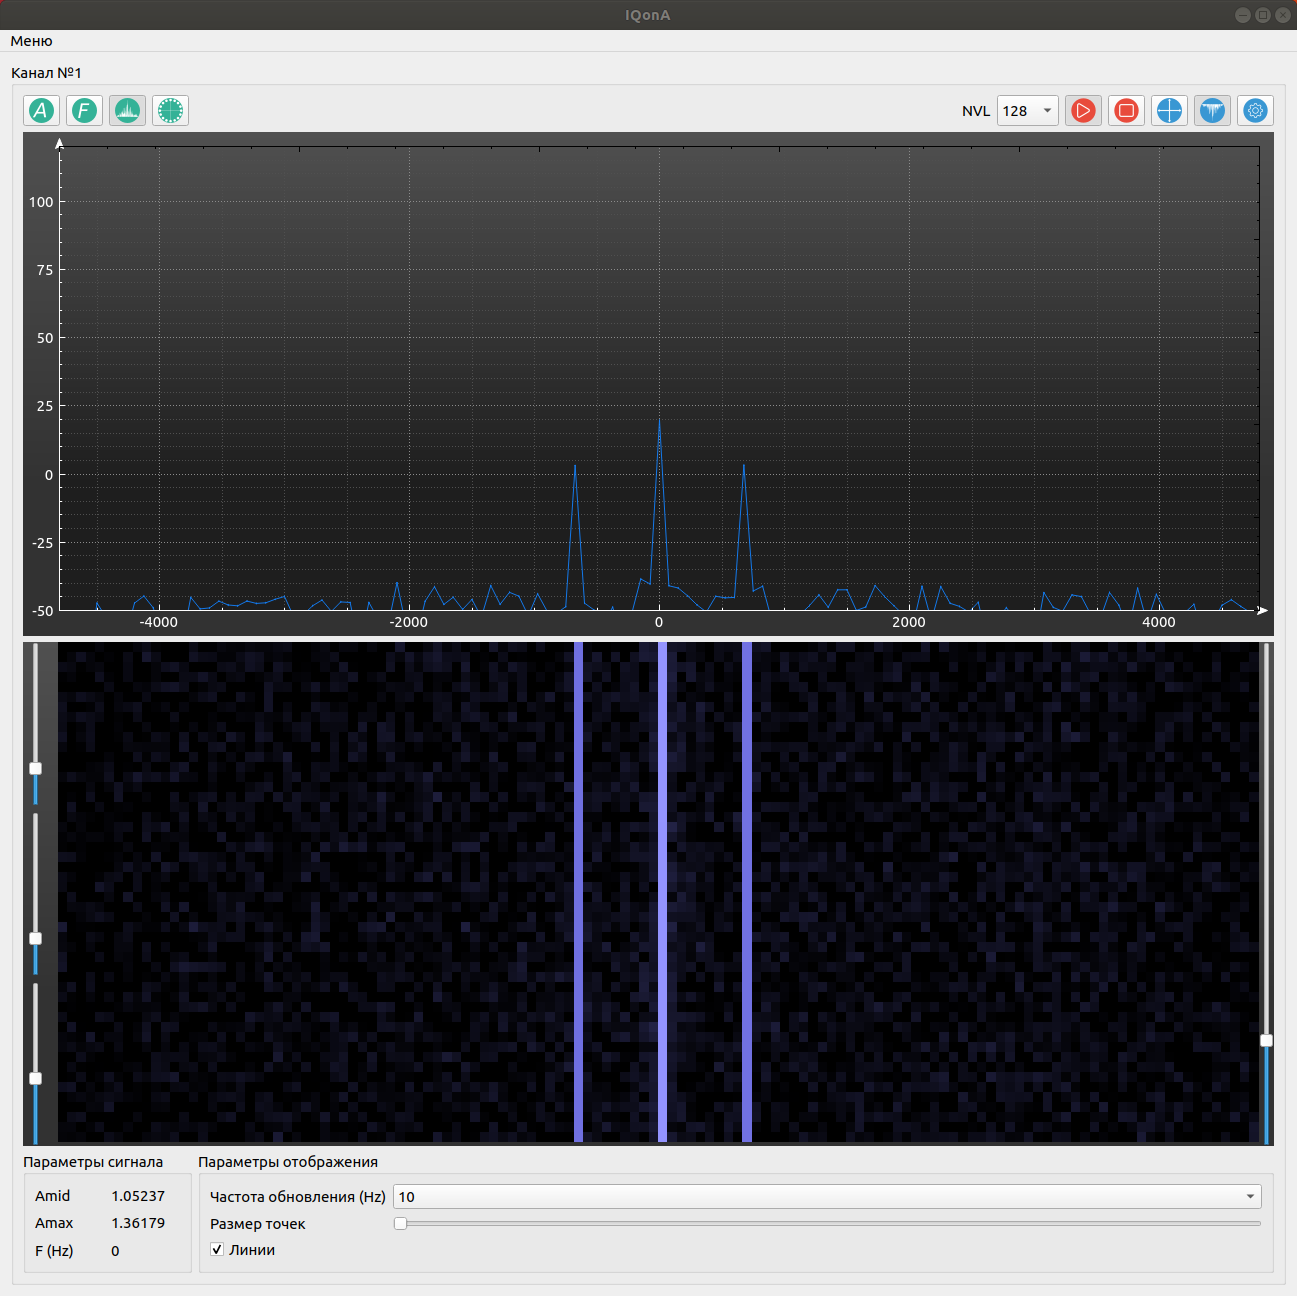 IQonA
Меню
Канал №1
A F NVL 128
100
75
50
25
0
-25
-50
-4000 -2000 0 2000 4000
Параметры сигнала Параметры отображения
Amid 1.05237 Частота обновления (Hz) 10
Amax 1.36179 Размер точек
F (Hz) 0 Линии